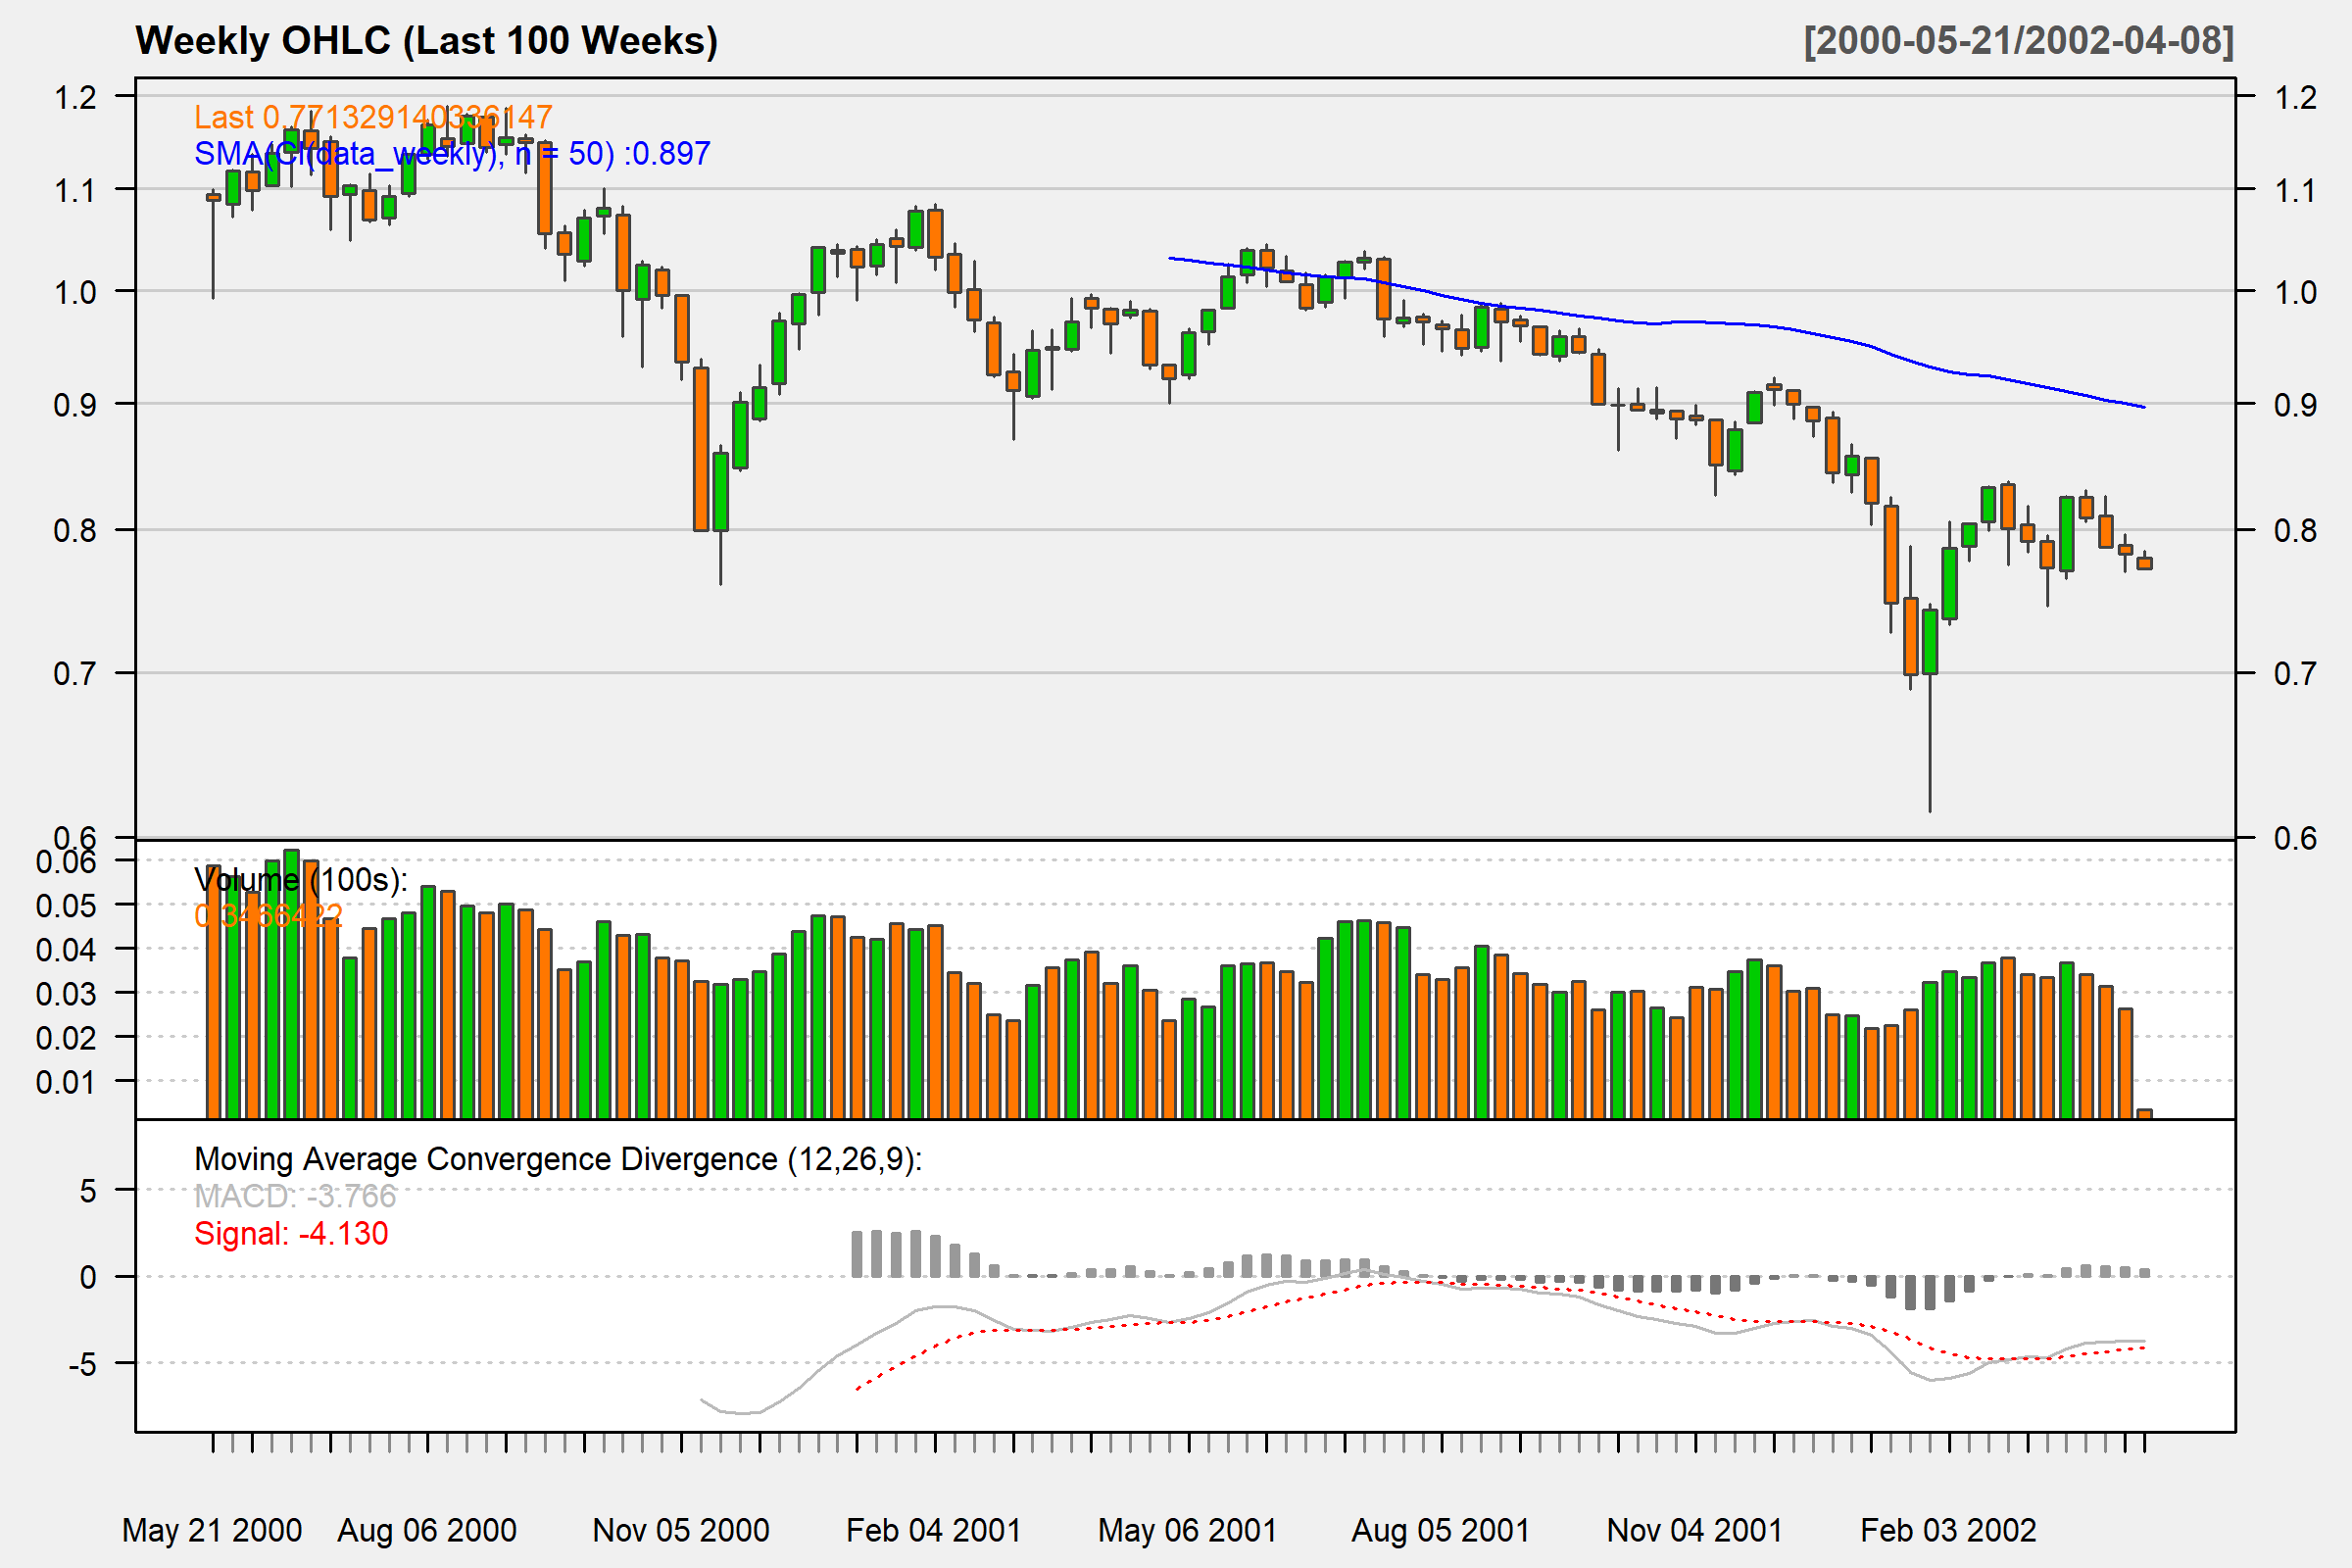 Weekly OHLC (Last 100 Weeks)
[2000-05-21/2002-04-08]
Last 0.771329140336147
SMA(Cl(data_weekly), n = 50) :0.897
1.2
1.1
1.0
0.9
0.8
0.7
0.6
1.2
1.1
1.0
0.9
0.8
0.7
0.6
Volume (100s):
0.3466422
0.06
0.05
0.04
0.03
0.02
0.01
Moving Average Convergence Divergence (12,26,9):
MACD: -3.766
Signal: -4.130
5
0
-5
May 21 2000
Aug 06 2000
Nov 05 2000
Feb 04 2001
May 06 2001
Aug 05 2001
Nov 04 2001
Feb 03 2002